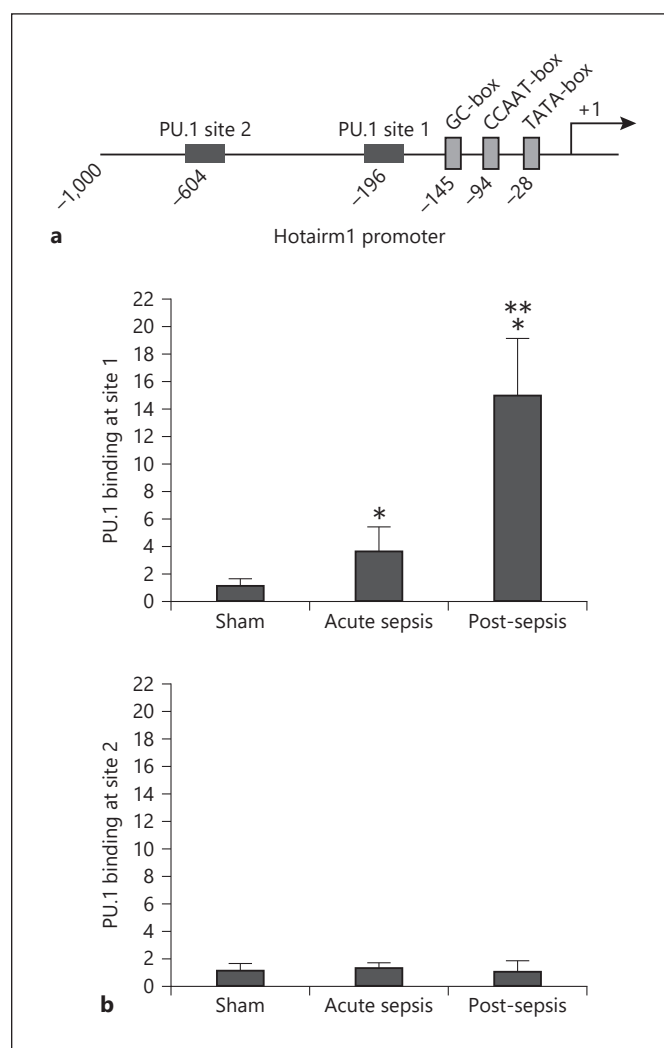 GC-box
CCAAT-box
TATA-box
+1
PU.1 site 2
PU.1 site 1
–1,000
–604
–196
–145
–94
–28
a
Hotairm1 promoter
PU.1 binding at site 1
22
20
18
16
14
12
10
8
6
4
2
0
*
**
*
Sham
Acute sepsis
Post-sepsis
PU.1 binding at site 2
22
20
18
16
14
12
10
8
6
4
2
0
b
Sham
Acute sepsis
Post-sepsis